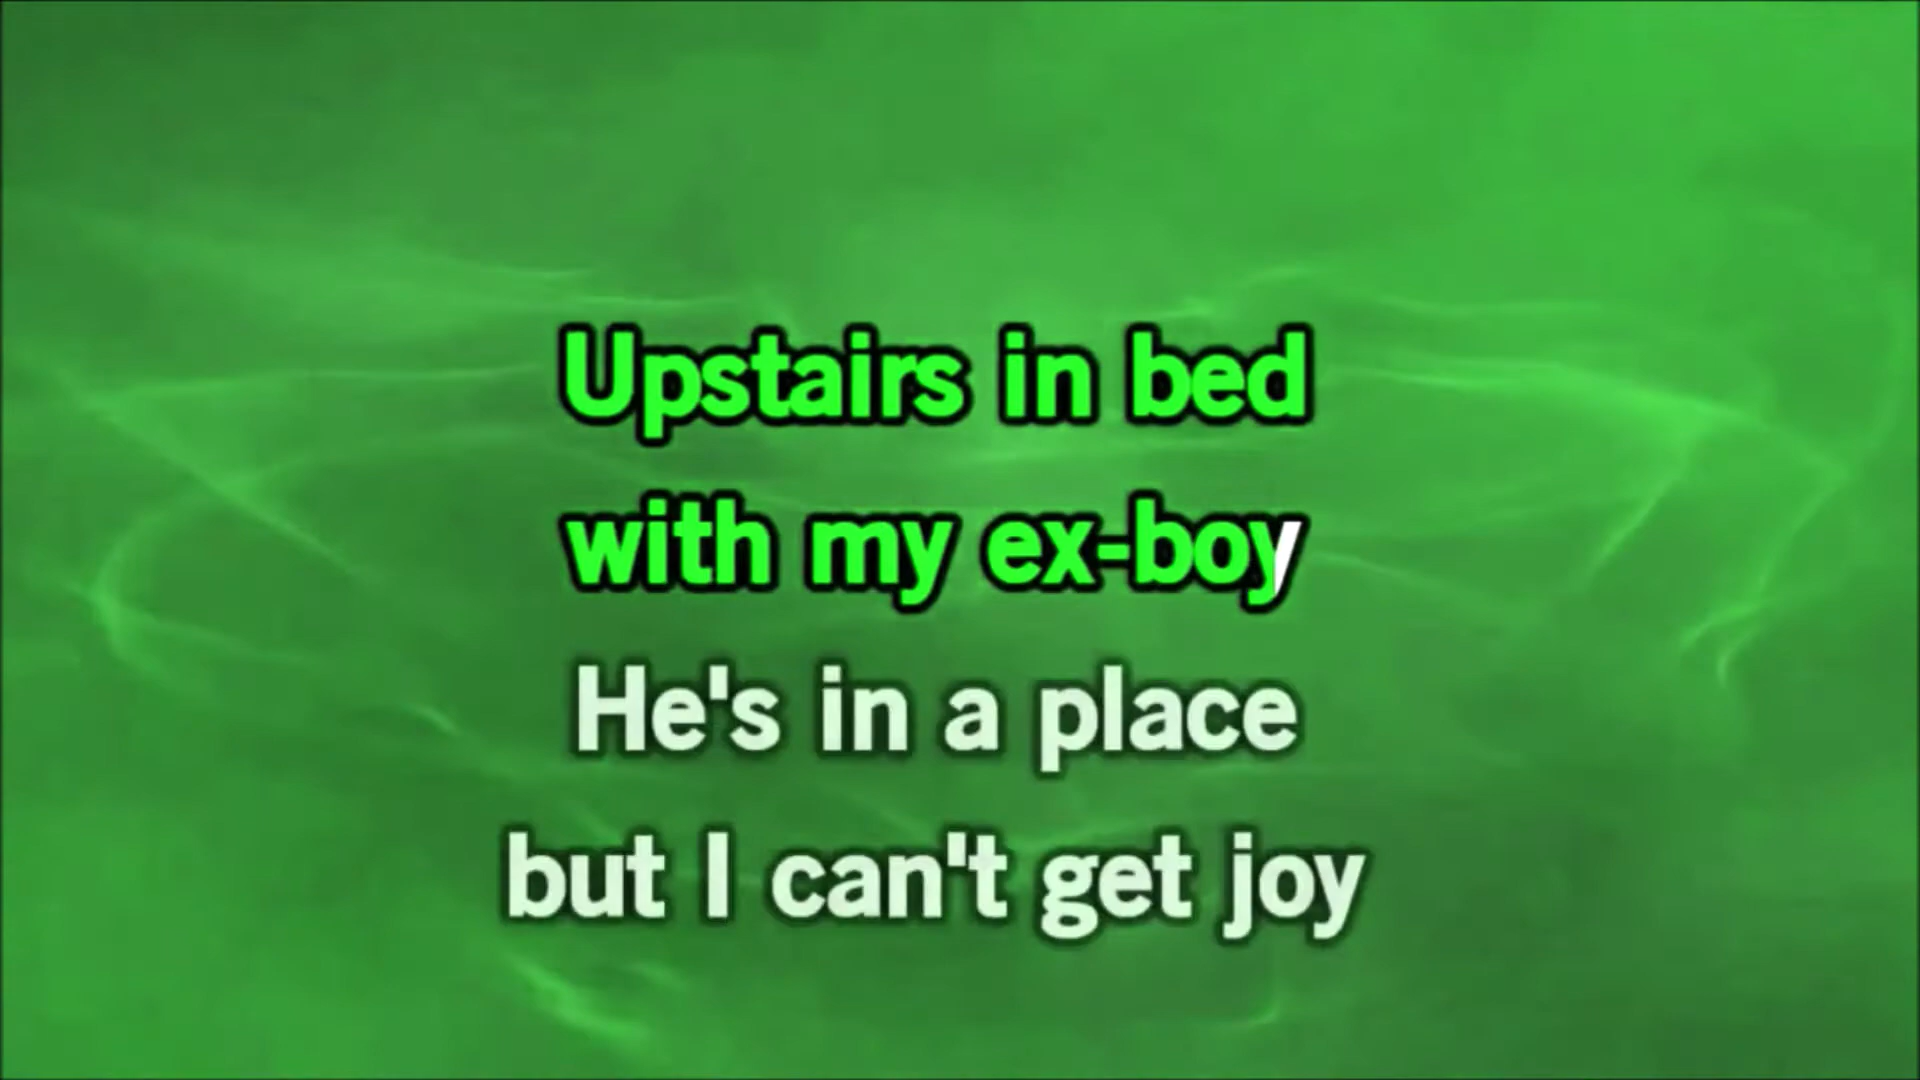 Upstairs in bed
with my ex-boy
He's in a place
but I can't get joy